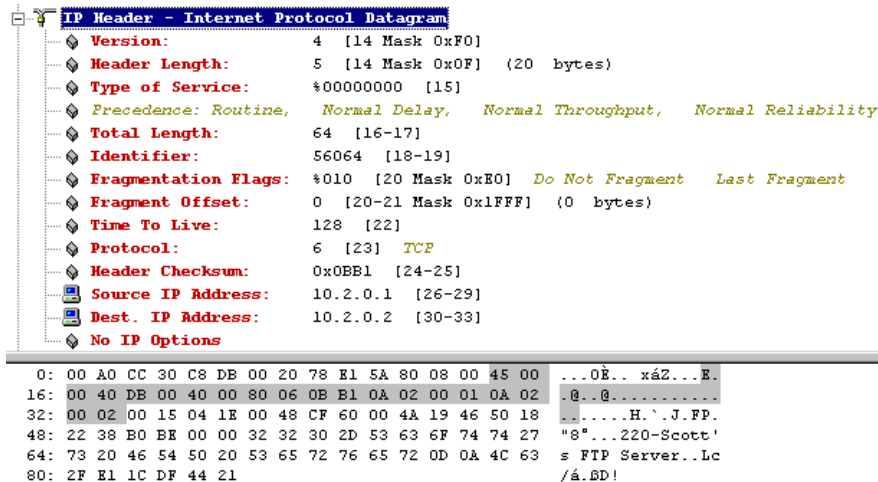 IP Header - Internet Protocol Datagram
Version: 4 [14 Mask 0xF0]
Header Length: 5 [14 Mask 0x0F] (20 bytes)
Type of Service: %00000000 [15]
Precedence: Routine, Normal Delay, Normal Throughput, Normal Reliability
Total Length: 64 [16-17]
Identifier: 56064 [18-19]
Fragmentation Flags: %010 [20 Mask 0xE0] Do Not Fragment Last Fragment
Fragment Offset: 0 [20-21 Mask 0x1FFF] (0 bytes)
Time To Live: 128 [22]
Protocol: 6 [23] TCP
Header Checksum: 0x0BB1 [24-25]
Source IP Address: 10.2.0.1 [26-29]
Dest. IP Address: 10.2.0.2 [30-33]
No IP Options
0: 00 A0 CC 30 C8 DB 00 20 78 E1 5A 80 08 00 45 00 ...0È.. xáZ...E.
16: 00 40 DB 00 40 00 80 06 0B B1 0A 02 00 01 0A 02 .@..@...........
32: 00 02 00 15 04 1E 00 48 CF 60 00 4A 19 46 50 18 .......H.`.J.FP.
48: 22 38 B0 BE 00 00 32 32 30 2D 53 63 6F 74 74 27 "8°...220-Scott'
64: 73 20 46 54 50 20 53 65 72 76 65 72 0D 0A 4C 63 s FTP Server..Lc
80: 2F E1 1C DF 44 21 /á.ßD!